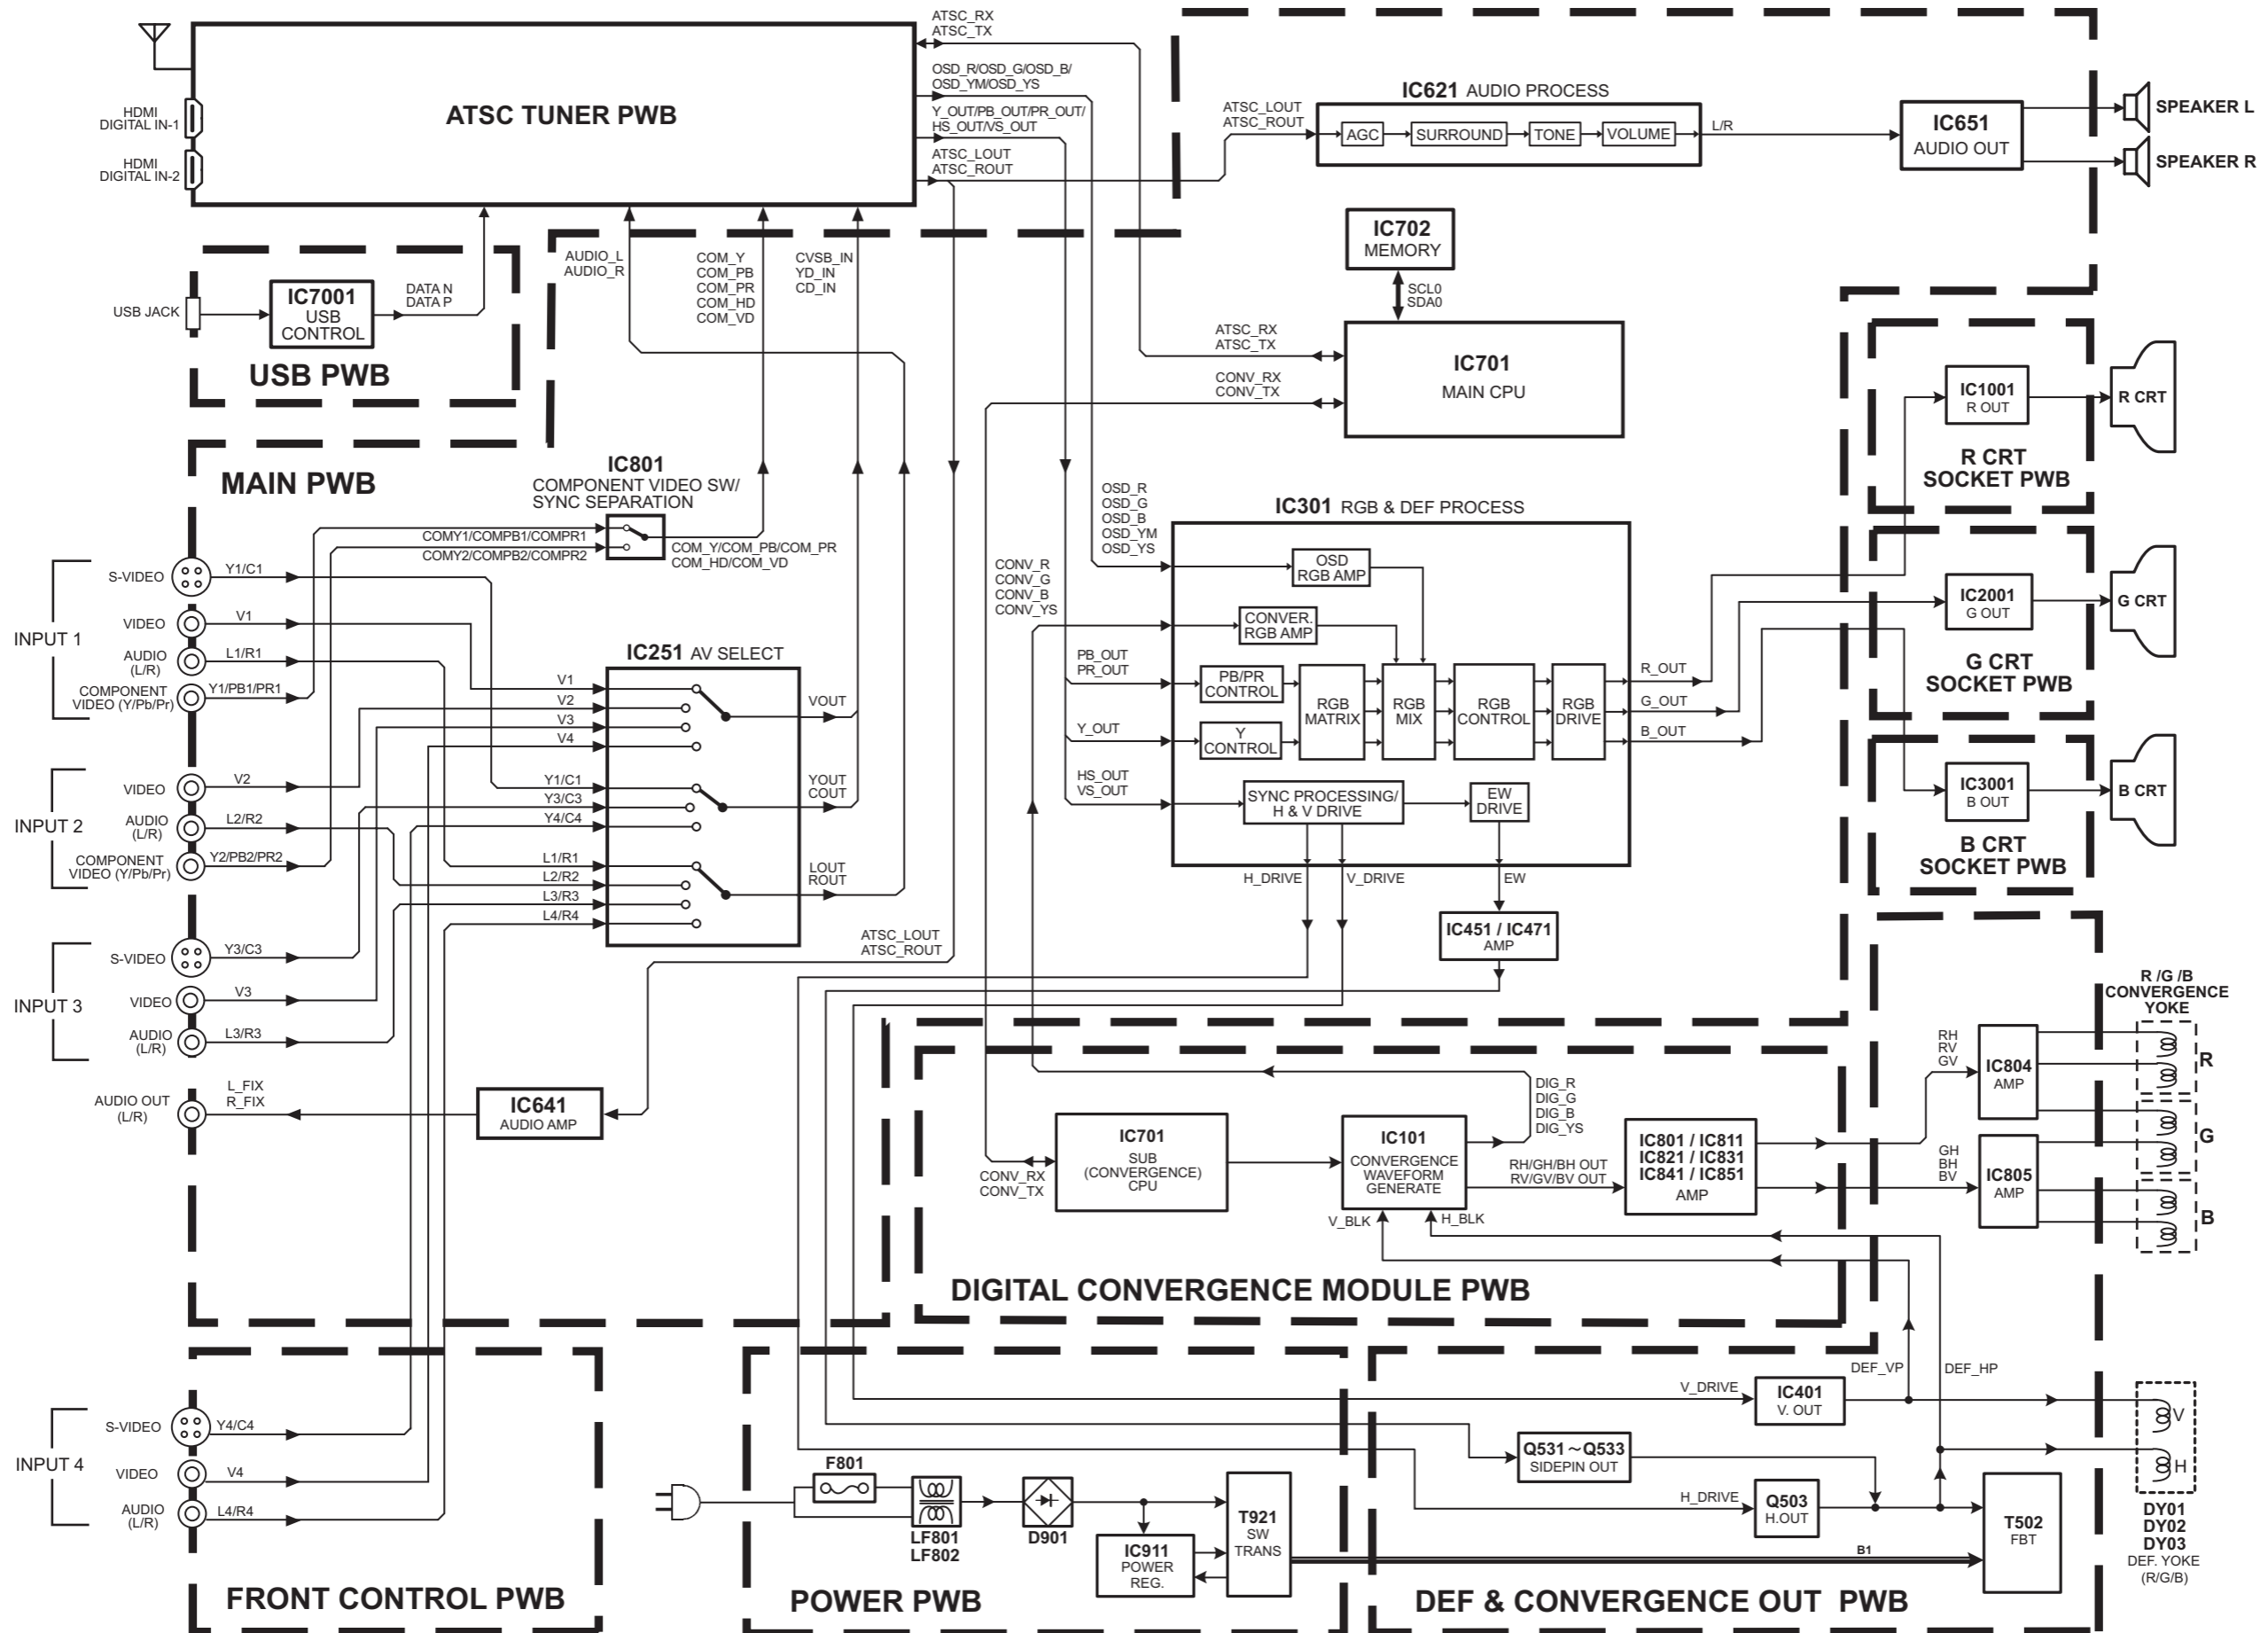 ATSC_RX
ATSC_TX
OSD_R/OSD_G/OSD_B/
OSD_YM/OSD_YS
Y_OUT/PB_OUT/PR_OUT/
HS_OUT/VS_OUT
ATSC_LOUT
ATSC_ROUT
HDMI
DIGITAL IN-1
HDMI
DIGITAL IN-2
ATSC TUNER PWB
IC621 AUDIO PROCESS
ATSC_LOUT
ATSC_ROUT
AGC
SURROUND
TONE
VOLUME
L/R
IC651
AUDIO OUT
SPEAKER L
SPEAKER R
USB JACK
IC7001
USB
CONTROL
DATA N
DATA P
USB PWB
AUDIO_L
AUDIO_R
COM_Y
COM_PB
COM_PR
COM_HD
COM_VD
CVSB_IN
YD_IN
CD_IN
IC702
MEMORY
SCL0
SDA0
ATSC_RX
ATSC_TX
CONV_RX
CONV_TX
IC701
MAIN CPU
IC1001
R OUT
R CRT
R CRT
SOCKET PWB
IC2001
G OUT
G CRT
G CRT
SOCKET PWB
IC3001
B OUT
B CRT
B CRT
SOCKET PWB
MAIN PWB
IC801
COMPONENT VIDEO SW/
SYNC SEPARATION
COMY1/COMPB1/COMPR1
COMY2/COMPB2/COMPR2
COM_Y/COM_PB/COM_PR
COM_HD/COM_VD
INPUT 1
S-VIDEO
Y1/C1
VIDEO
V1
AUDIO
(L/R)
L1/R1
COMPONENT
VIDEO (Y/Pb/Pr)
Y1/PB1/PR1
INPUT 2
VIDEO
V2
AUDIO
(L/R)
L2/R2
COMPONENT
VIDEO (Y/Pb/Pr)
Y2/PB2/PR2
INPUT 3
S-VIDEO
Y3/C3
VIDEO
V3
AUDIO
(L/R)
L3/R3
AUDIO OUT
(L/R)
L_FIX
R_FIX
IC641
AUDIO AMP
IC251 AV SELECT
V1
V2
V3
V4
Y1/C1
Y3/C3
Y4/C4
L1/R1
L2/R2
L3/R3
L4/R4
VOUT
YOUT
COUT
LOUT
ROUT
ATSC_LOUT
ATSC_ROUT
IC301 RGB & DEF PROCESS
OSD_R
OSD_G
OSD_B
OSD_YM
OSD_YS
CONV_R
CONV_G
CONV_B
CONV_YS
PB_OUT
PR_OUT
Y_OUT
HS_OUT
VS_OUT
OSD
RGB AMP
CONVER.
RGB AMP
PB/PR
CONTROL
Y
CONTROL
RGB
MATRIX
RGB
MIX
RGB
CONTROL
RGB
DRIVE
R_OUT
G_OUT
B_OUT
SYNC PROCESSING/
H & V DRIVE
EW
DRIVE
H_DRIVE
V_DRIVE
EW
IC451 / IC471
AMP
CONV_RX
CONV_TX
IC701
SUB
(CONVERGENCE)
CPU
IC101
CONVERGENCE
WAVEFORM
GENERATE
DIG_R
DIG_G
DIG_B
DIG_YS
RH/GH/BH OUT
RV/GV/BV OUT
IC801 / IC811
IC821 / IC831
IC841 / IC851
AMP
V_BLK
H_BLK
DIGITAL CONVERGENCE MODULE PWB
RH
RV
GV
IC804
AMP
GH
BH
BV
IC805
AMP
R /G /B
CONVERGENCE
YOKE
R
G
B
INPUT 4
S-VIDEO
Y4/C4
VIDEO
V4
AUDIO
(L/R)
L4/R4
FRONT CONTROL PWB
F801
LF801
LF802
D901
IC911
POWER
REG.
T921
SW
TRANS
POWER PWB
V_DRIVE
IC401
V. OUT
DEF_VP
DEF_HP
Q531～Q533
SIDEPIN OUT
H_DRIVE
Q503
H.OUT
B1
T502
FBT
V
H
DY01
DY02
DY03
DEF. YOKE
(R/G/B)
DEF & CONVERGENCE OUT PWB